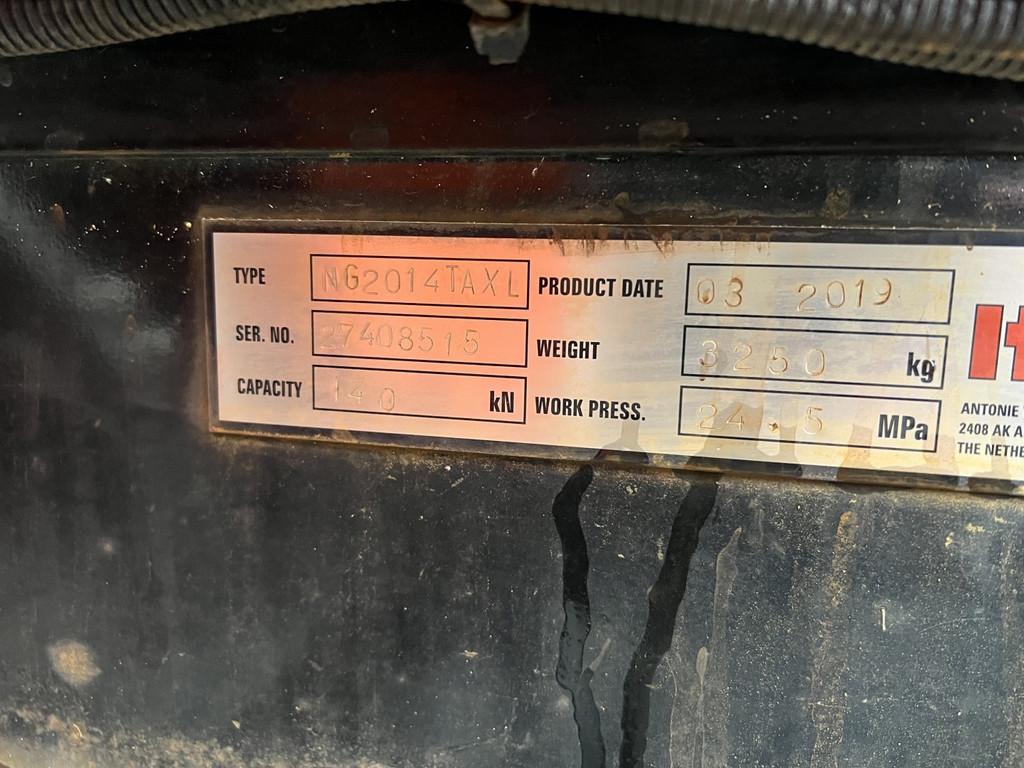 TYPE NG2014TAXL PRODUCT DATE 03 2019
SER. NO. 27408515 WEIGHT 3250 kg
CAPACITY 140 kN WORK PRESS. 24.5 MPa
ANTONIE
2408 AK A
THE NETHE